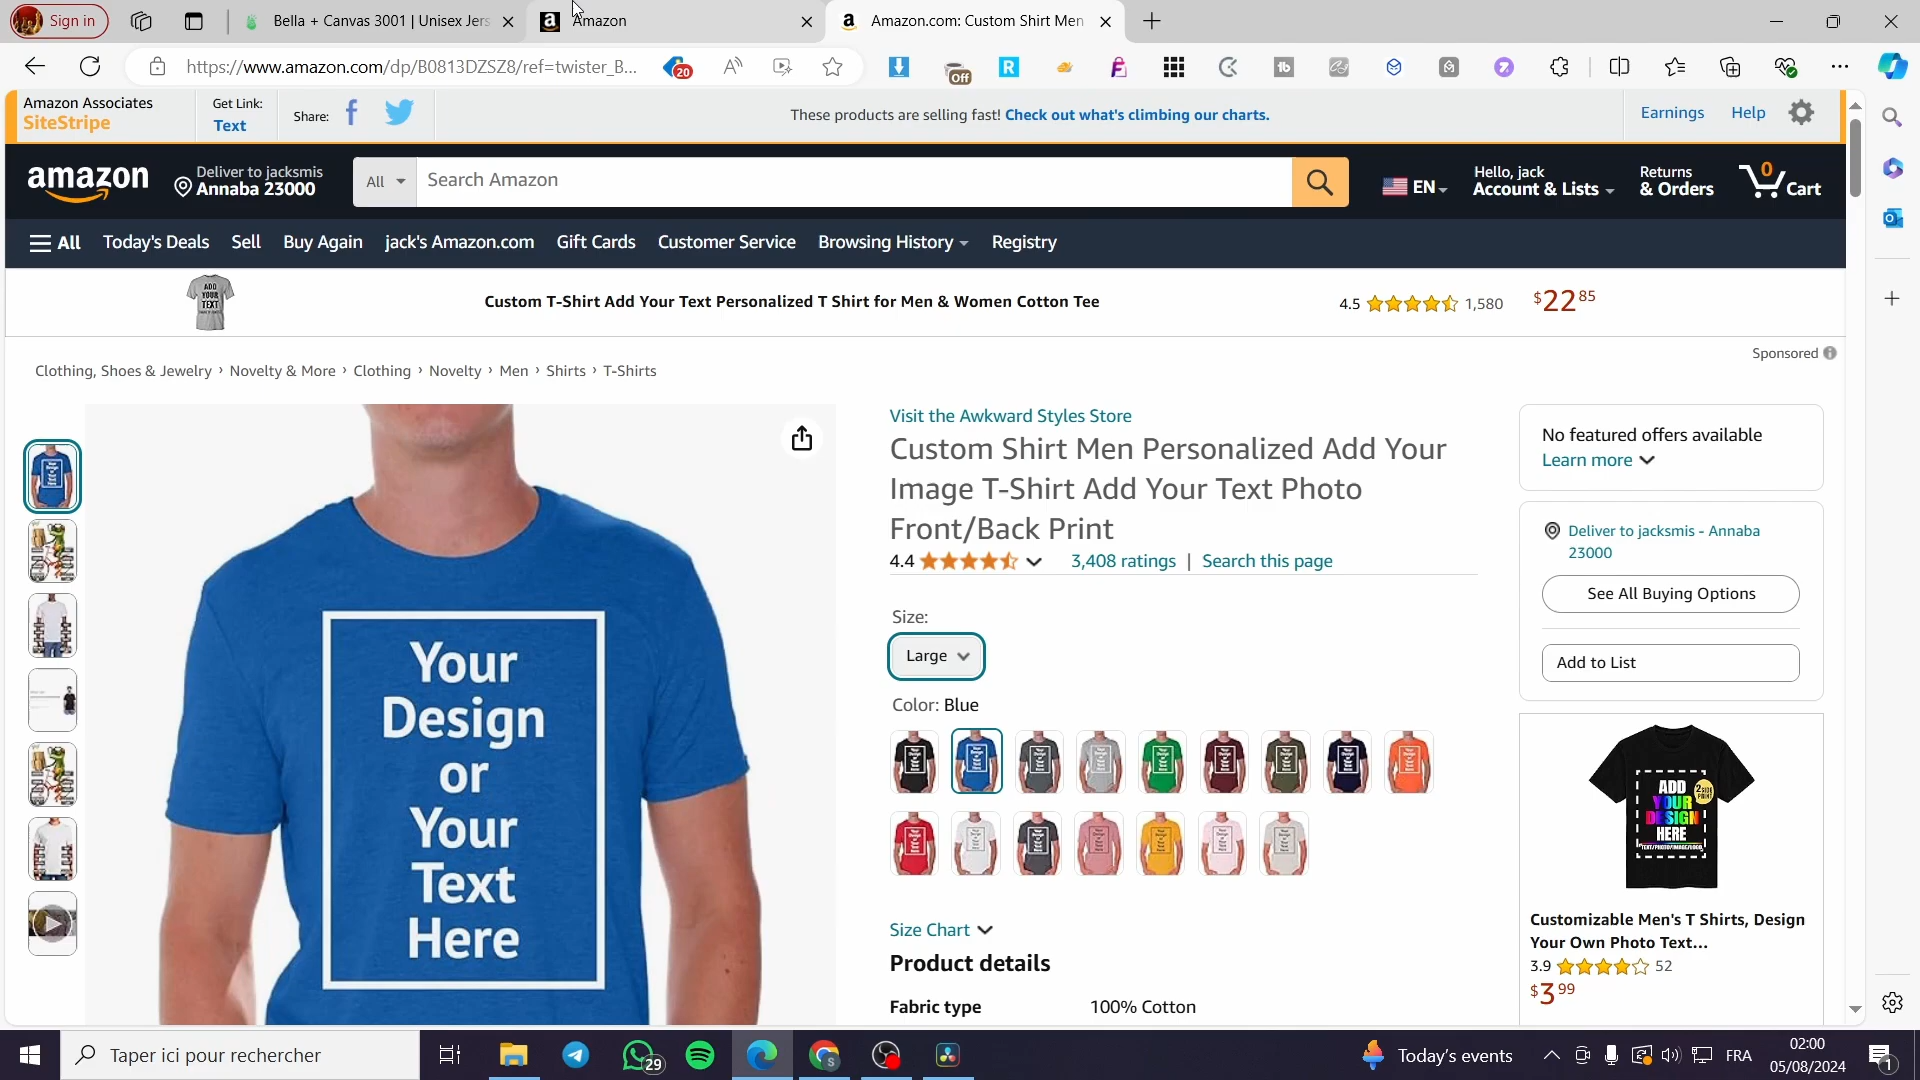 Sign in
Bella + Canvas 3001 | Unisex Jers
Amazon
Amazon.com: Custom Shirt Men
https://www.amazon.com/dp/B0813DZSZ8/ref=twister_B...
20
Off
Amazon Associates
SiteStripe
Get Link:
Text
Share:
These products are selling fast! Check out what's climbing our charts.
Earnings
Help
amazon
Deliver to jacksmis
Annaba 23000
All
Search Amazon
EN
Hello, jack
Account & Lists
Returns
& Orders
0
Cart
All
Today's Deals
Sell
Buy Again
jack's Amazon.com
Gift Cards
Customer Service
Browsing History
Registry
ADD
YOUR
TEXT
Custom T-Shirt Add Your Text Personalized T Shirt for Men & Women Cotton Tee
4.5
1,580
$22 85
Sponsored
Clothing, Shoes & Jewelry › Novelty & More › Clothing › Novelty › Men › Shirts › T-Shirts
Your
Design
or
Your
Text
Here
Visit the Awkward Styles Store
Custom Shirt Men Personalized Add Your
Image T-Shirt Add Your Text Photo
Front/Back Print
4.4
3,408 ratings | Search this page
Size:
Large
Color: Blue
Size Chart
Product details
Fabric type
100% Cotton
No featured offers available
Learn more
Deliver to jacksmis - Annaba
23000
See All Buying Options
Add to List
ADD
YOUR
DESIGN
HERE
Customizable Men's T Shirts, Design
Your Own Photo Text...
3.9
52
$3 99
Taper ici pour rechercher
29
Today's events
FRA
02:00
05/08/2024
1